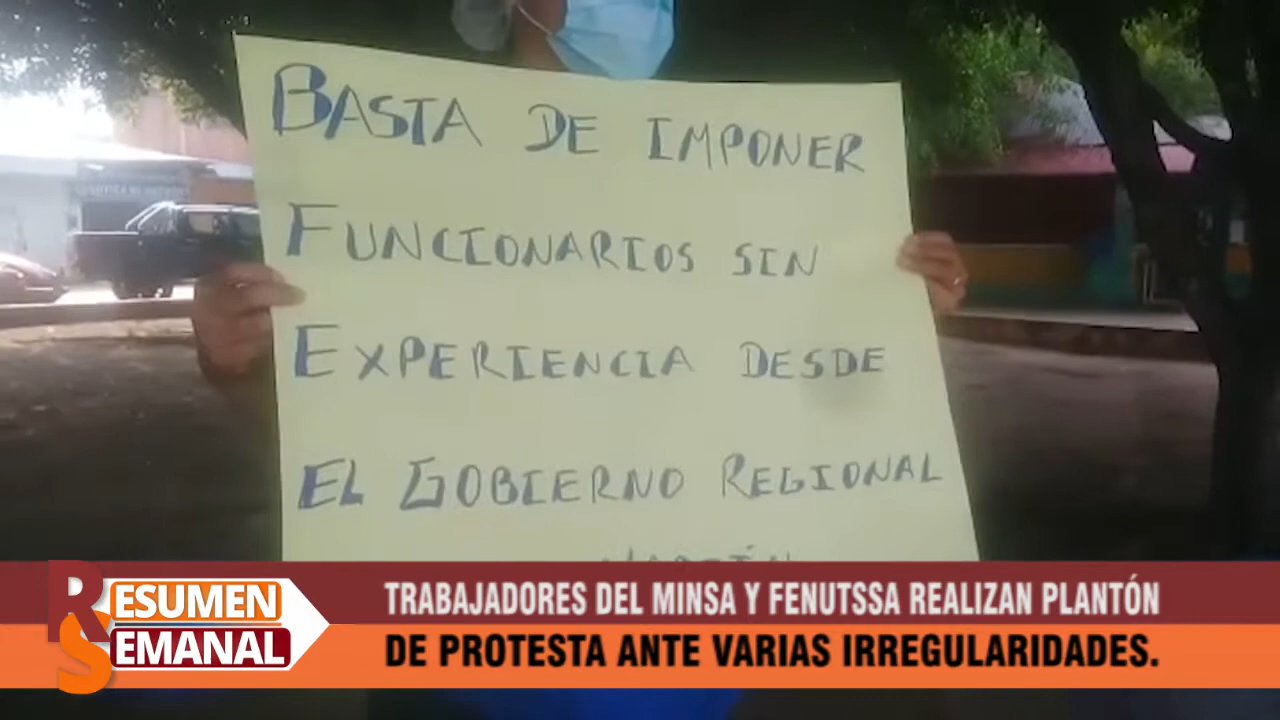 BASTA DE IMPONER
FUNCIONARIOS SIN
EXPERIENCIA DESDE
EL GOBIERNO REGIONAL
RESUMEN
SEMANAL
TRABAJADORES DEL MINSA Y FENUTSSA REALIZAN PLANTÓN
DE PROTESTA ANTE VARIAS IRREGULARIDADES.